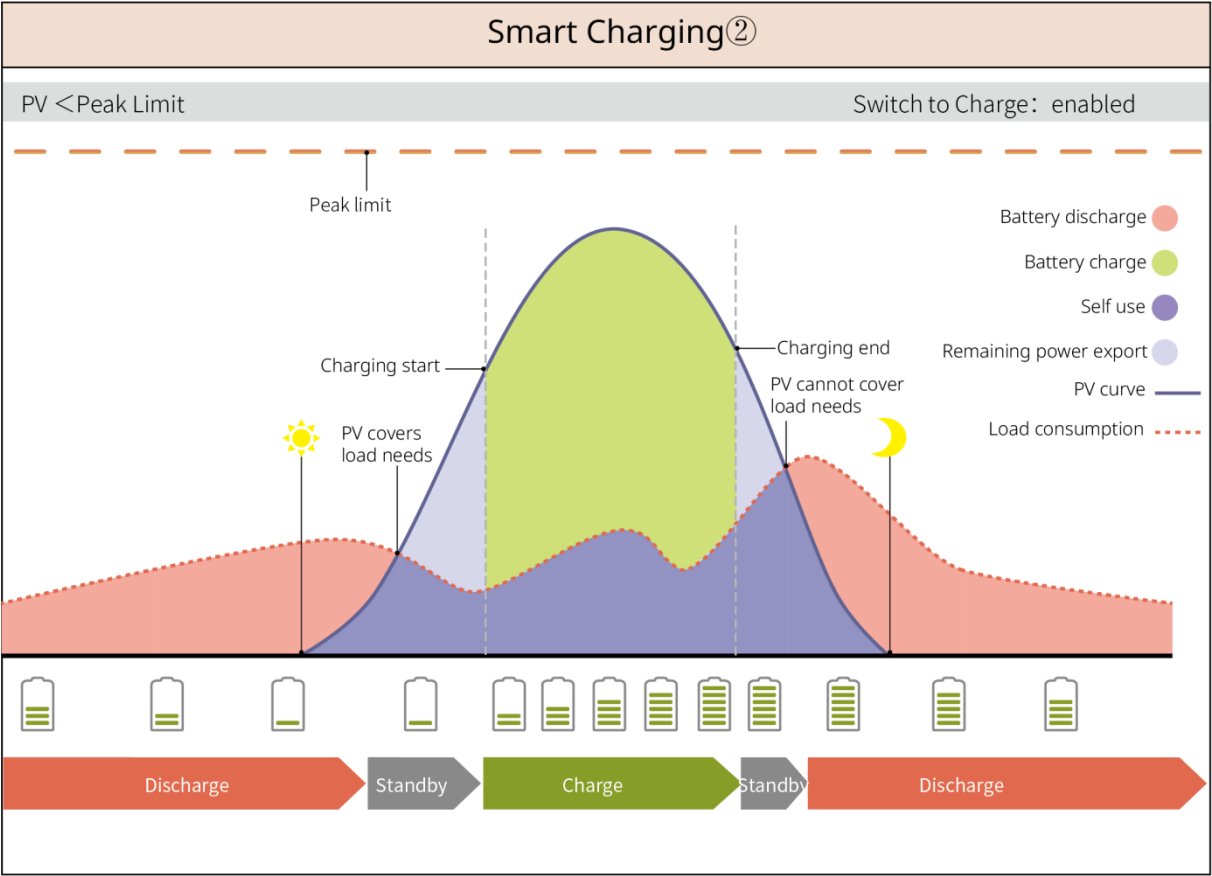 Smart Charging②
PV ＜Peak Limit
Switch to Charge：enabled
Peak limit
Battery discharge
Battery charge
Self use
Remaining power export
PV curve
Load consumption
Charging start
Charging end
PV cannot cover
load needs
PV covers
load needs
Discharge
Standby
Charge
Standby
Discharge